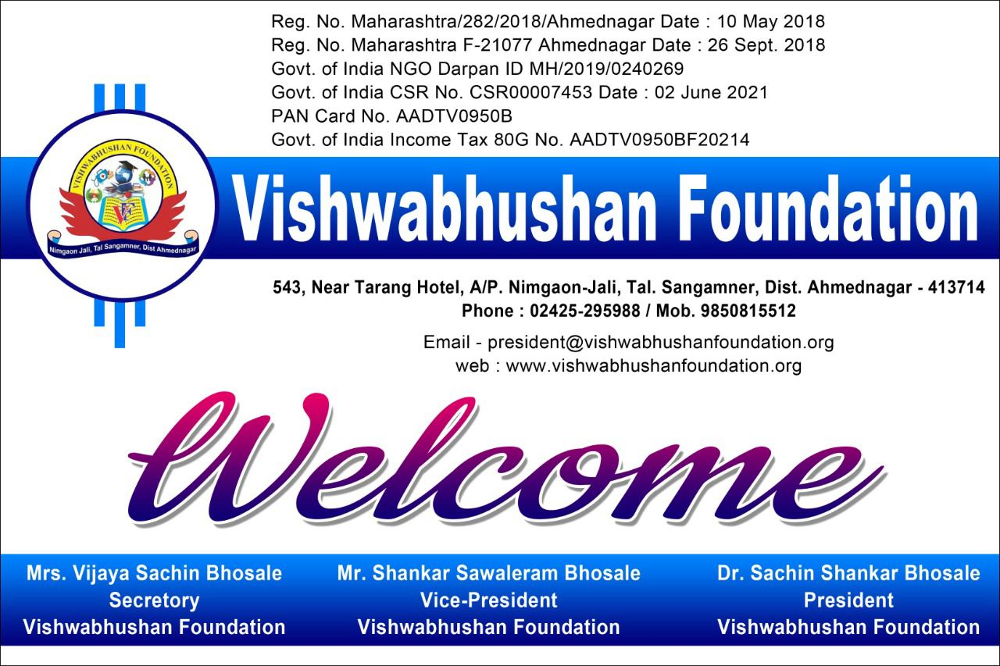 Reg. No. Maharashtra/282/2018/Ahmednagar Date : 10 May 2018
Reg. No. Maharashtra F-21077 Ahmednagar Date : 26 Sept. 2018
Govt. of India NGO Darpan ID MH/2019/0240269
Govt. of India CSR No. CSR00007453 Date : 02 June 2021
PAN Card No. AADTV0950B
Govt. of India Income Tax 80G No. AADTV0950BF20214
VISHWABHUSHAN FOUNDATION
VF
Nimgaon Jali, Tal Sangamner, Dist Ahmednagar
Vishwabhushan Foundation
543, Near Tarang Hotel, A/P. Nimgaon-Jali, Tal. Sangamner, Dist. Ahmednagar - 413714
Phone : 02425-295988 / Mob. 9850815512
Email - president@vishwabhushanfoundation.org
web : www.vishwabhushanfoundation.org
Welcome
Mrs. Vijaya Sachin Bhosale
Secretory
Vishwabhushan Foundation
Mr. Shankar Sawaleram Bhosale
Vice-President
Vishwabhushan Foundation
Dr. Sachin Shankar Bhosale
President
Vishwabhushan Foundation